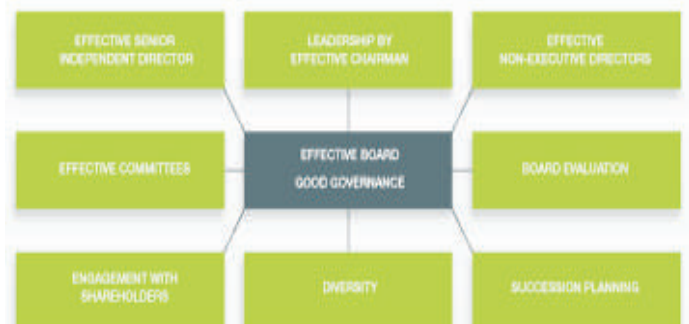 EFFECTIVE SENIOR
INDEPENDENT DIRECTOR
LEADERSHIP BY
EFFECTIVE CHAIRMAN
EFFECTIVE
NON-EXECUTIVE DIRECTORS
EFFECTIVE COMMITTEES
EFFECTIVE BOARD
GOOD GOVERNANCE
BOARD EVALUATION
ENGAGEMENT WITH
SHAREHOLDERS
DIVERSITY
SUCCESSION PLANNING